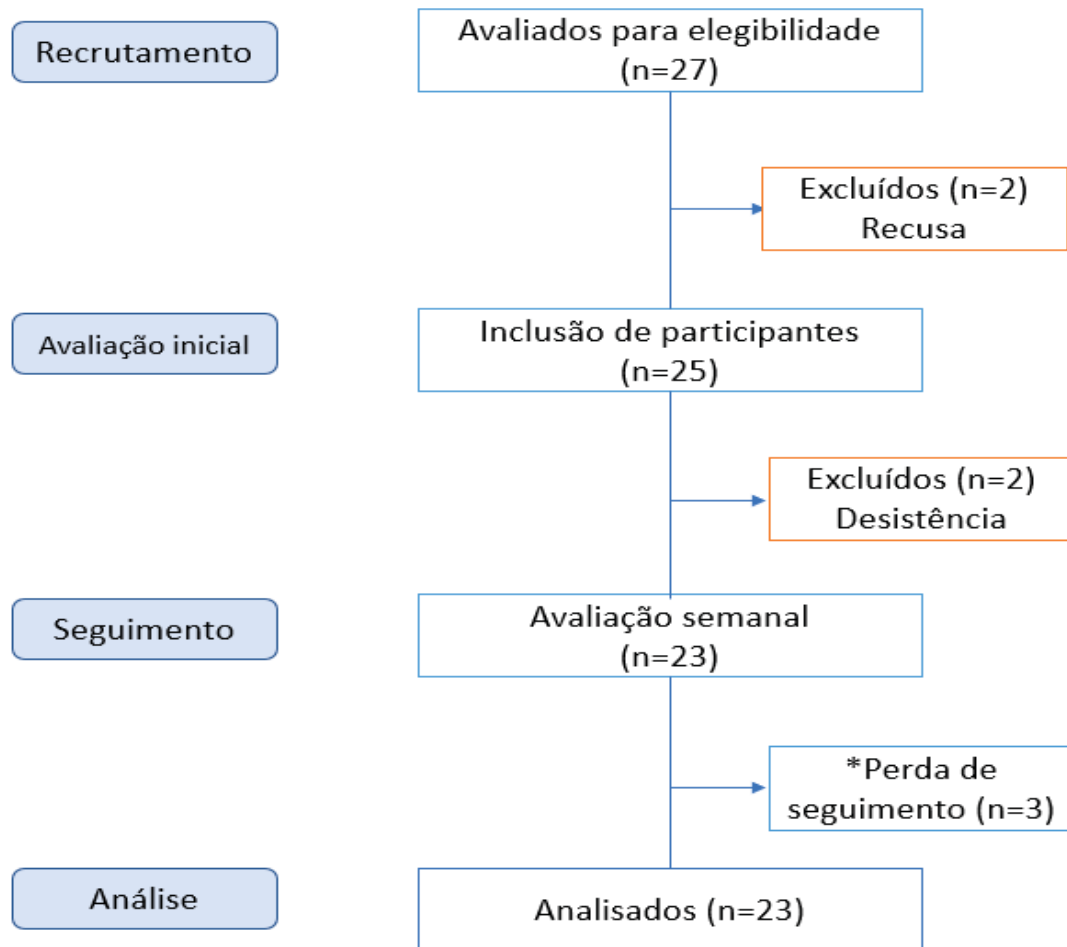 Recrutamento
Avaliados para elegibilidade
(n=27)
Excluídos (n=2)
Recusa
Avaliação inicial
Inclusão de participantes
(n=25)
Excluídos (n=2)
Desistência
Seguimento
Avaliação semanal
(n=23)
*Perda de
seguimento (n=3)
Análise
Analisados (n=23)